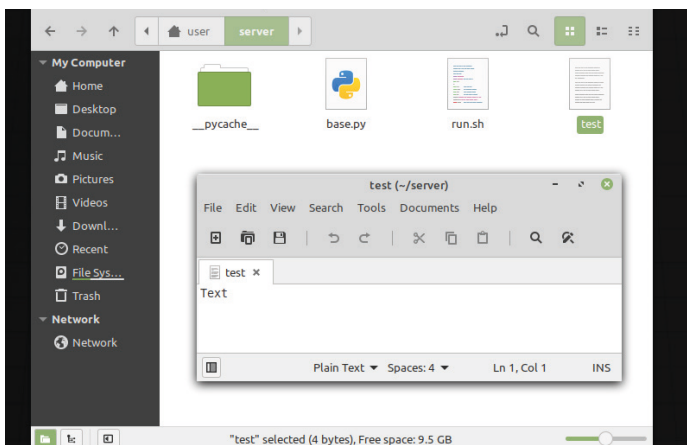 user server
My Computer
Home
Desktop
Docum...
Music
Pictures
Videos
Downl...
Recent
File Sys...
Trash
Network
Network
__pycache__ base.py run.sh test
test (~/server)
File Edit View Search Tools Documents Help
test
Text
Plain Text Spaces: 4 Ln 1, Col 1 INS
"test" selected (4 bytes), Free space: 9.5 GB